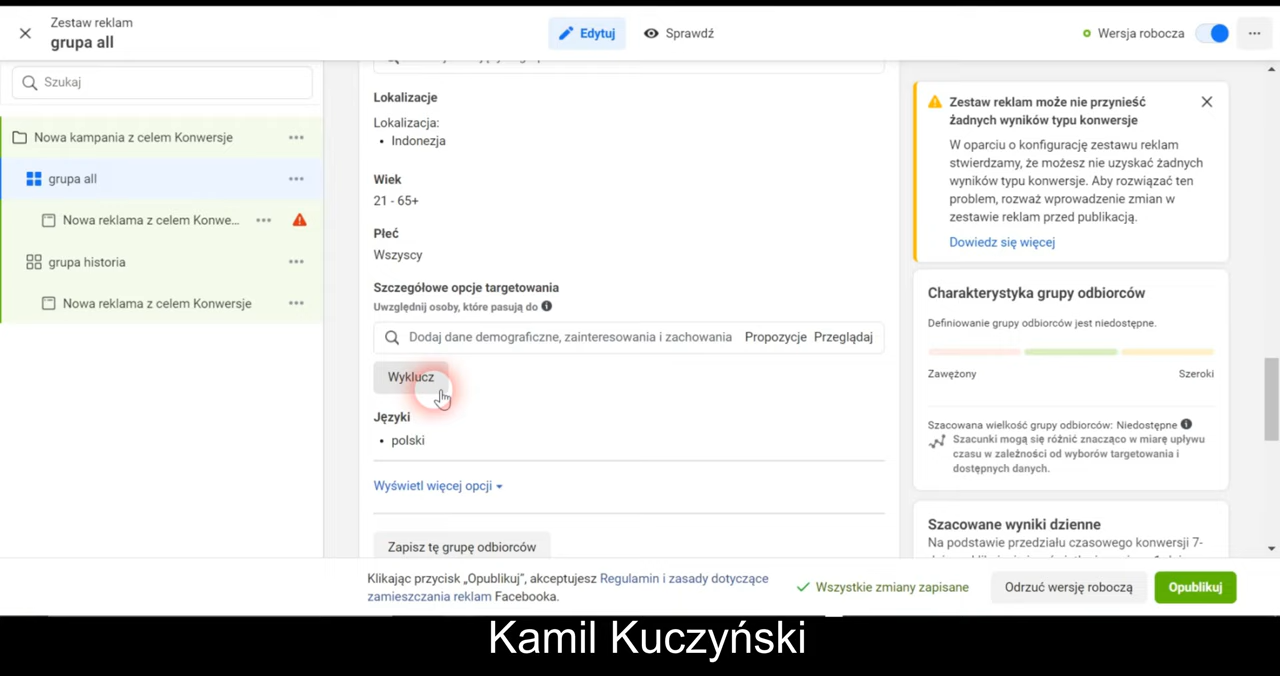 Zestaw reklam
grupa all
Edytuj
Sprawdź
Wersja robocza
Szukaj
Nowa kampania z celem Konwersje
grupa all
Nowa reklama z celem Konwe...
grupa historia
Nowa reklama z celem Konwersje
Lokalizacje
Lokalizacja:
• Indonezja
Wiek
21 - 65+
Płeć
Wszyscy
Szczegółowe opcje targetowania
Uwzględnij osoby, które pasują do
Dodaj dane demograficzne, zainteresowania i zachowania Propozycje Przeglądaj
Wyklucz
Języki
• polski
Wyświetl więcej opcji
Zapisz tę grupę odbiorców
Zestaw reklam może nie przynieść
żadnych wyników typu konwersje
W oparciu o konfigurację zestawu reklam
stwierdzamy, że możesz nie uzyskać żadnych
wyników typu konwersje. Aby rozwiązać ten
problem, rozważ wprowadzenie zmian w
zestawie reklam przed publikacją.
Dowiedz się więcej
Charakterystyka grupy odbiorców
Definiowanie grupy odbiorców jest niedostępne.
Zawężony Szeroki
Szacowana wielkość grupy odbiorców: Niedostępne
Szacunki mogą się różnić znacząco w miarę upływu
czasu w zależności od wyborów targetowania i
dostępnych danych.
Szacowane wyniki dzienne
Na podstawie przedziału czasowego konwersji 7-
Klikając przycisk „Opublikuj”, akceptujesz Regulamin i zasady dotyczące
zamieszczania reklam Facebooka.
Wszystkie zmiany zapisane
Odrzuć wersję roboczą
Opublikuj
Kamil Kuczyński